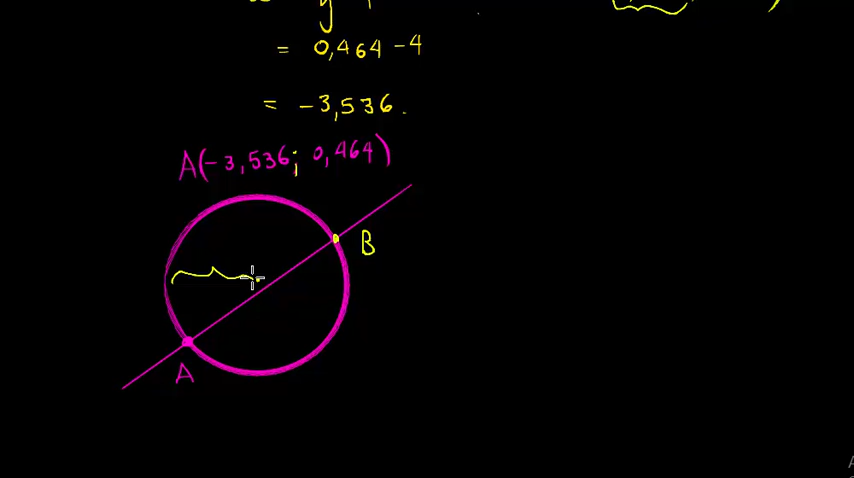 = 0,464 - 4
= -3,536.
A(-3,536; 0,464)
B
A